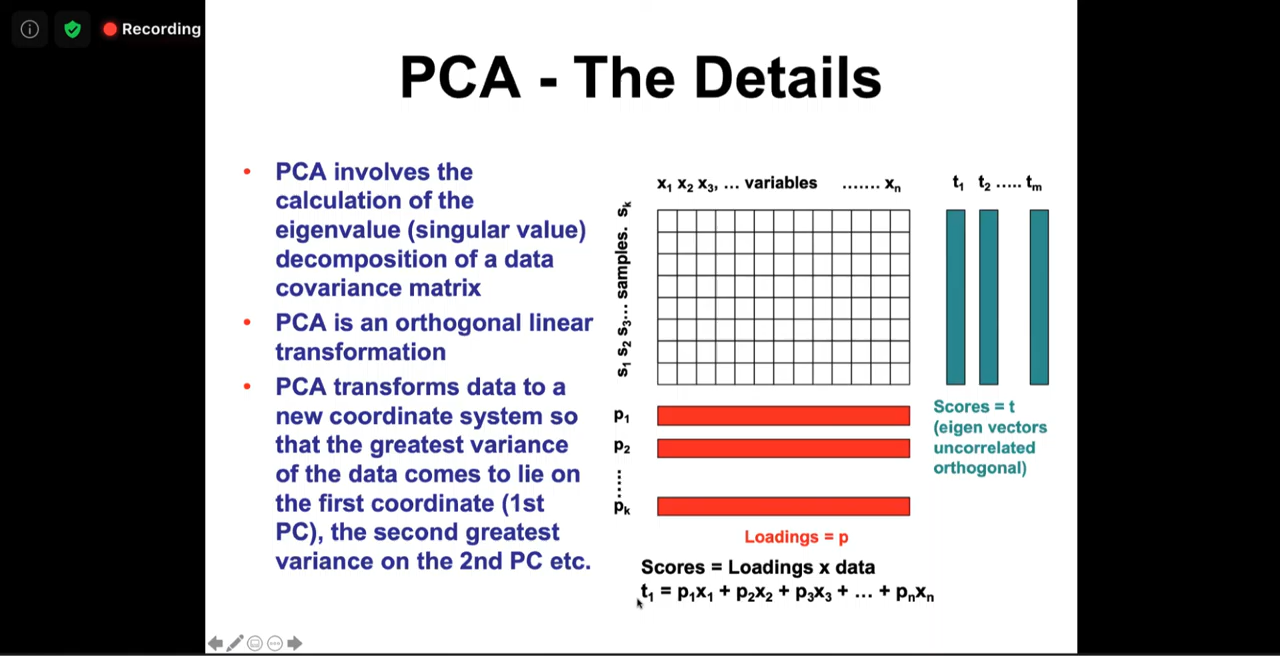 Recording
PCA - The Details
• PCA involves the
calculation of the
eigenvalue (singular value)
decomposition of a data
covariance matrix
• PCA is an orthogonal linear
transformation
• PCA transforms data to a
new coordinate system so
that the greatest variance
of the data comes to lie on
the first coordinate (1st
PC), the second greatest
variance on the 2nd PC etc.
x₁ x₂ x₃, ... variables ....... xₙ
s₁ s₂ s₃... samples. sₖ
t₁ t₂ ..... tₘ
p₁
p₂
.....
pₖ
Loadings = p
Scores = t
(eigen vectors
uncorrelated
orthogonal)
Scores = Loadings x data
t₁ = p₁x₁ + p₂x₂ + p₃x₃ + ... + pₙxₙ